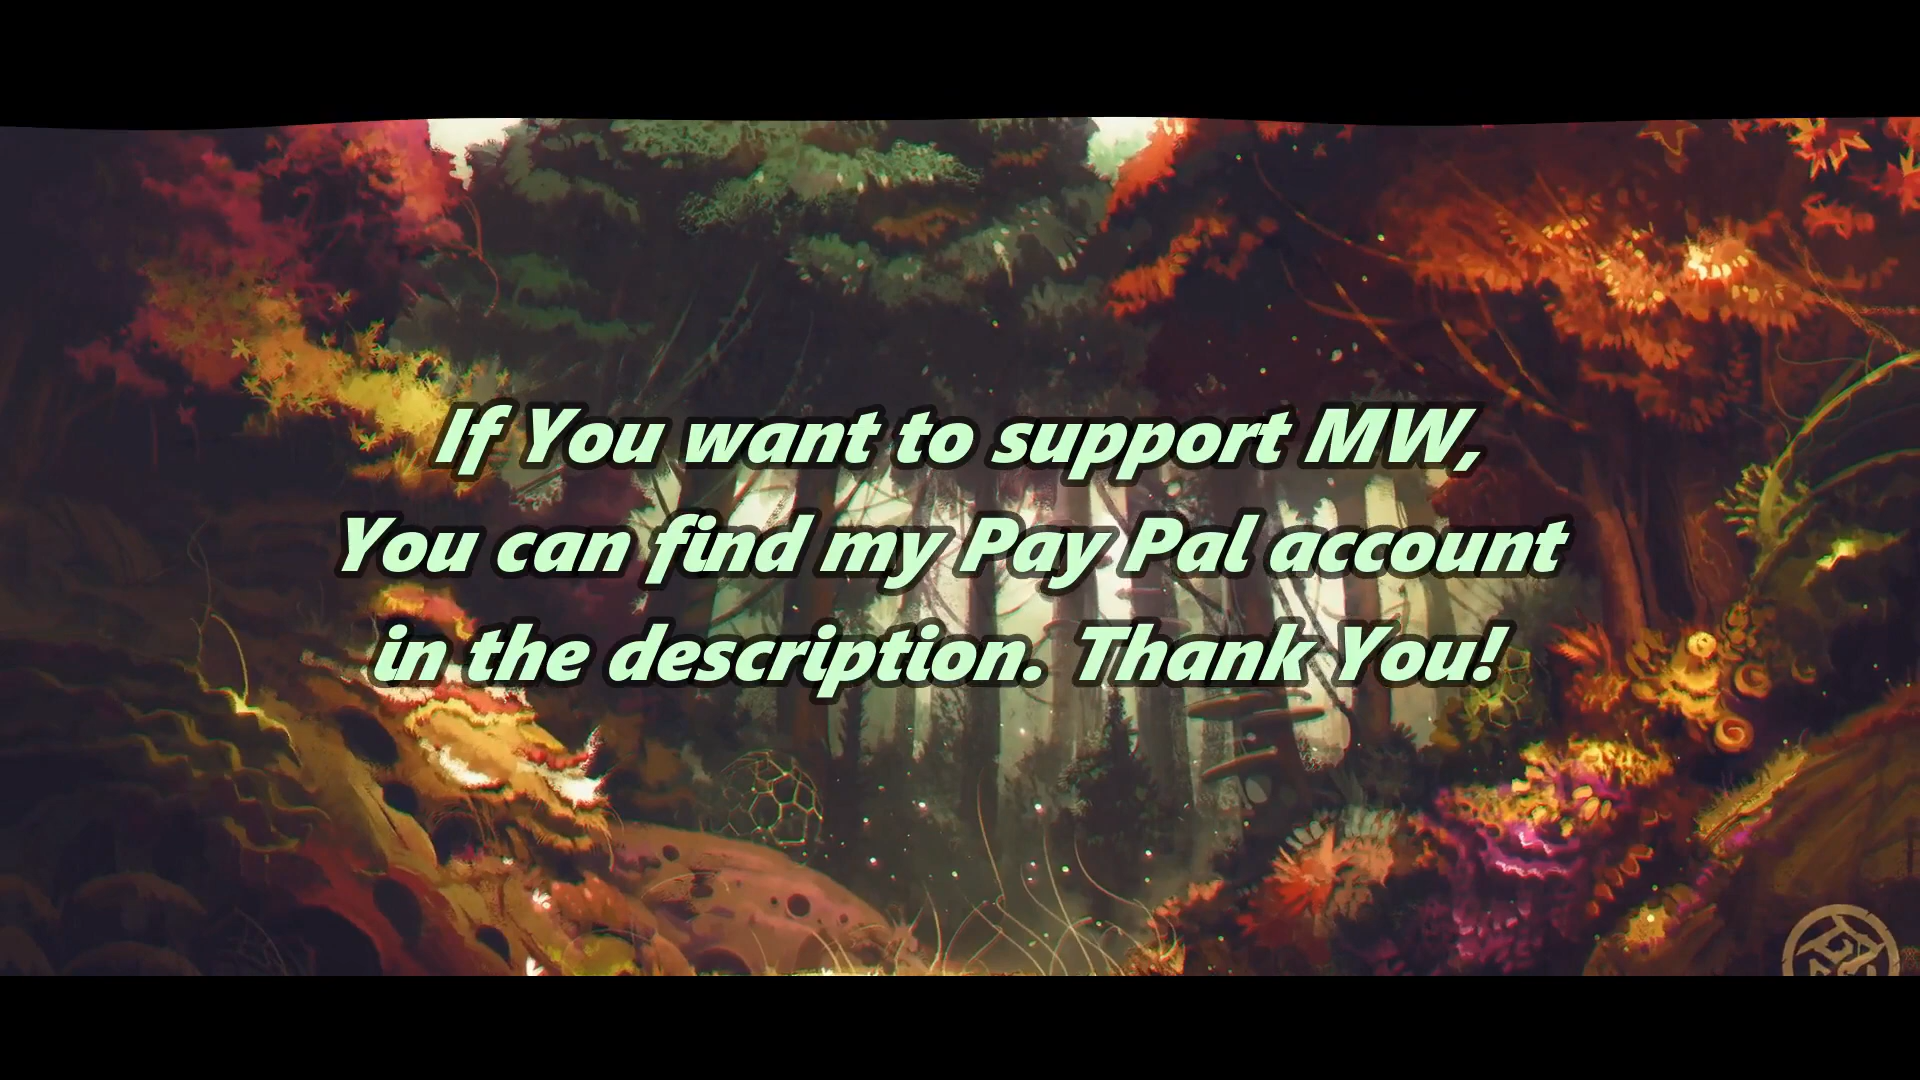 If You want to support MW,
You can find my Pay Pal account
in the description. Thank You!